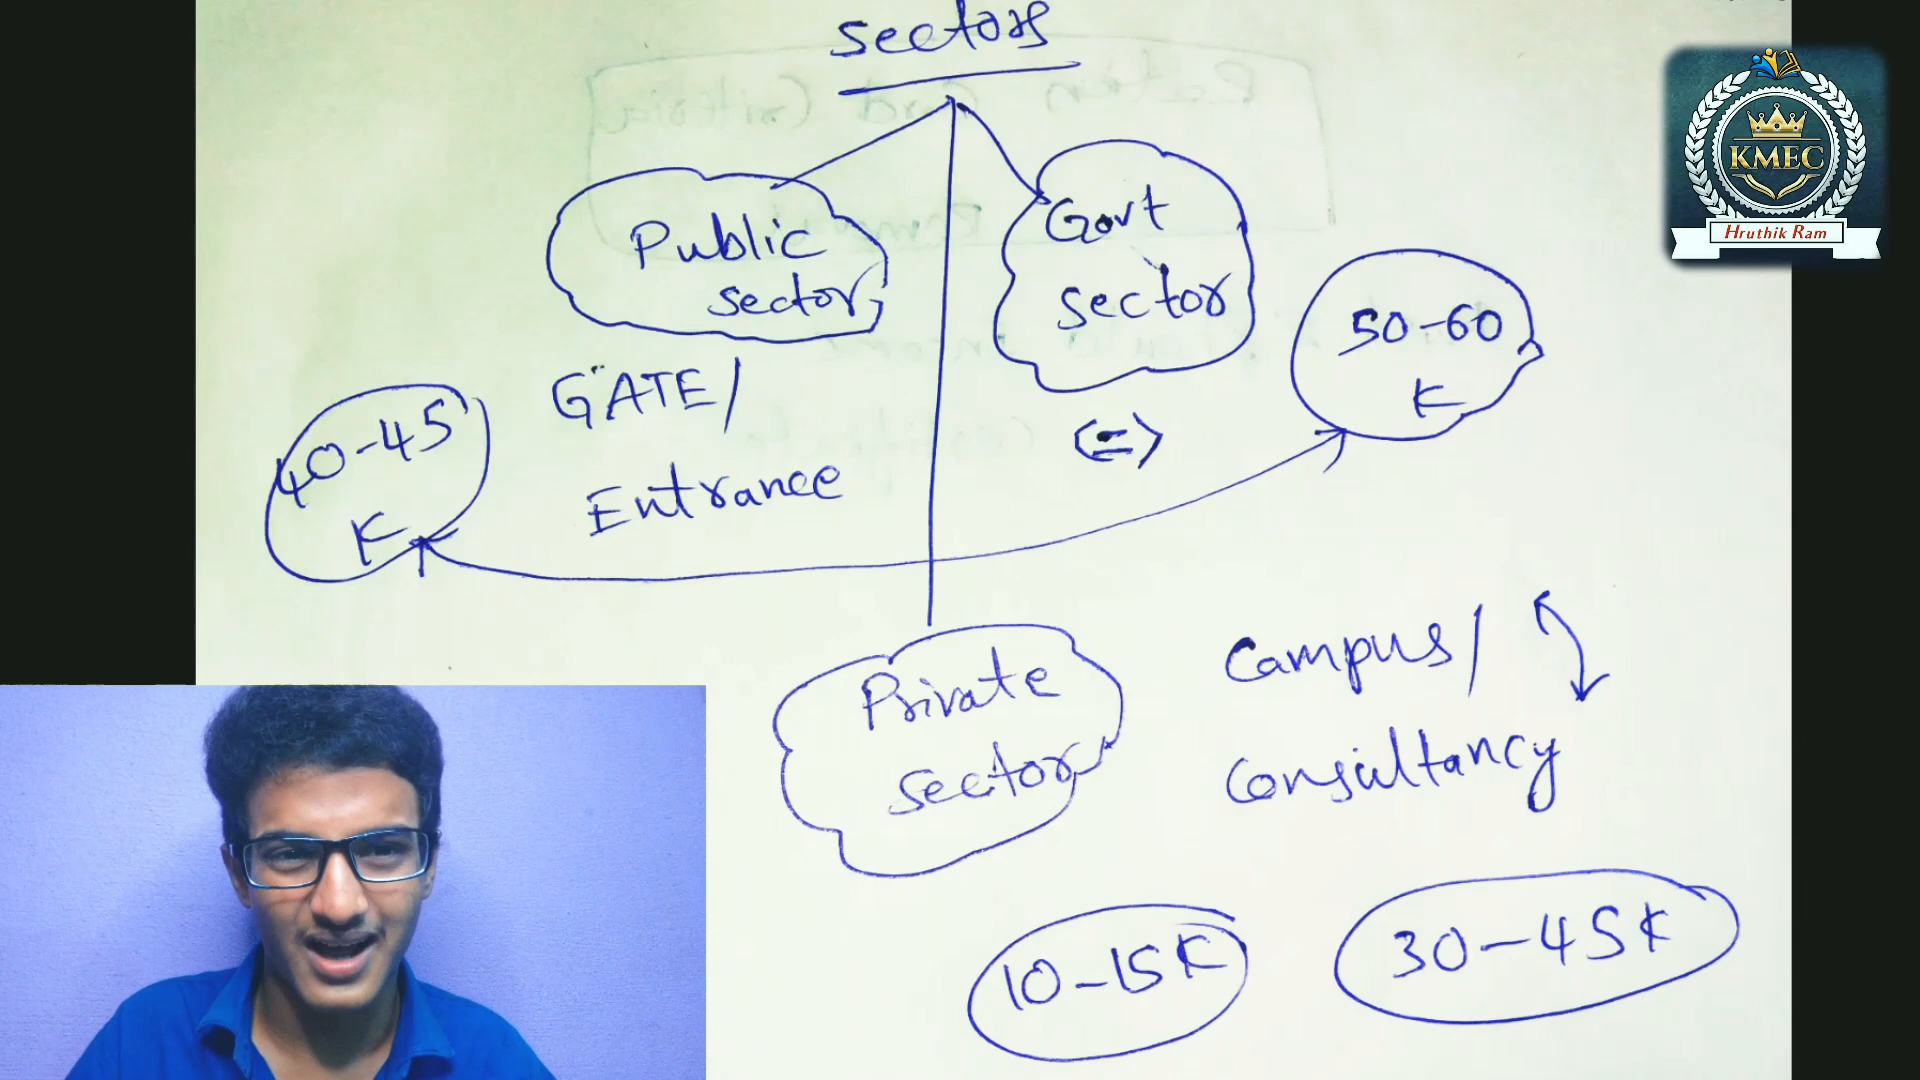 Sectors
Public
sector
Govt
sector
50-60
K
40-45
K
GATE/
Entrance
(=)
Private
sector
Campus/
Consultancy
10-15K
30-45K
KMEC
Hruthik Ram